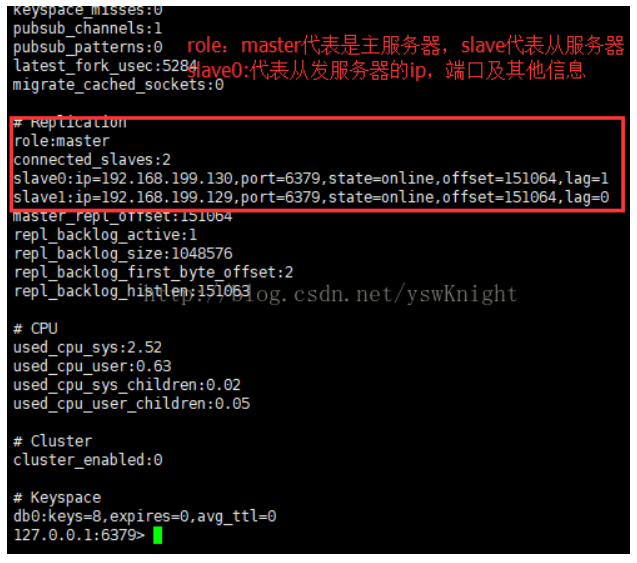 keyspace_misses:0
pubsub_channels:1
pubsub_patterns:0
role：master代表是主服务器，slave代表从服务器
latest_fork_usec:5284
slave0:代表从发服务器的ip，端口及其他信息
migrate_cached_sockets:0
# Replication
role:master
connected_slaves:2
slave0:ip=192.168.199.130,port=6379,state=online,offset=151064,lag=1
slave1:ip=192.168.199.129,port=6379,state=online,offset=151064,lag=0
master_repl_offset:151064
repl_backlog_active:1
repl_backlog_size:1048576
repl_backlog_first_byte_offset:2
repl_backlog_histlen:151063
http://blog.csdn.net/yswKnight
# CPU
used_cpu_sys:2.52
used_cpu_user:0.63
used_cpu_sys_children:0.02
used_cpu_user_children:0.05
# Cluster
cluster_enabled:0
# Keyspace
db0:keys=8,expires=0,avg_ttl=0
127.0.0.1:6379>